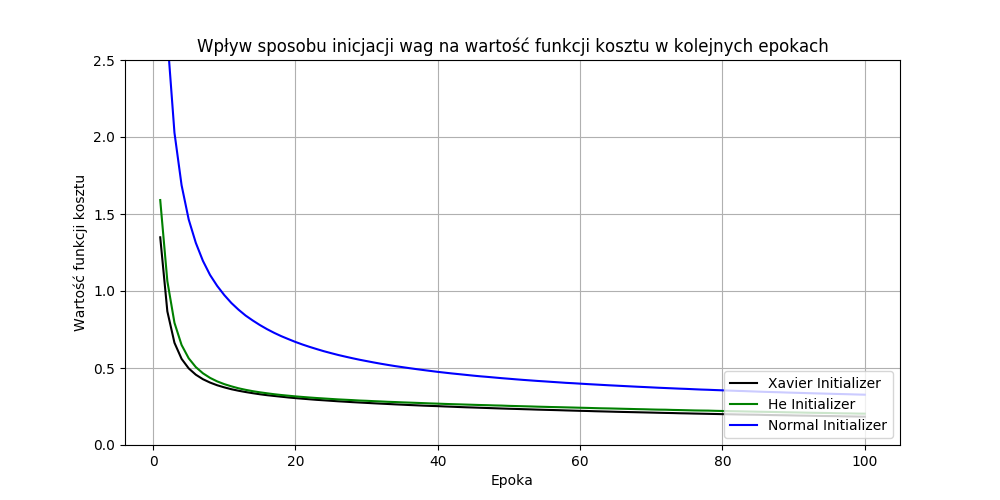 Wpływ sposobu inicjacji wag na wartość funkcji kosztu w kolejnych epokach
Wartość funkcji kosztu
2.5
2.0
1.5
1.0
0.5
0.0
0 20 40 60 80 100
Epoka
Xavier Initializer
He Initializer
Normal Initializer